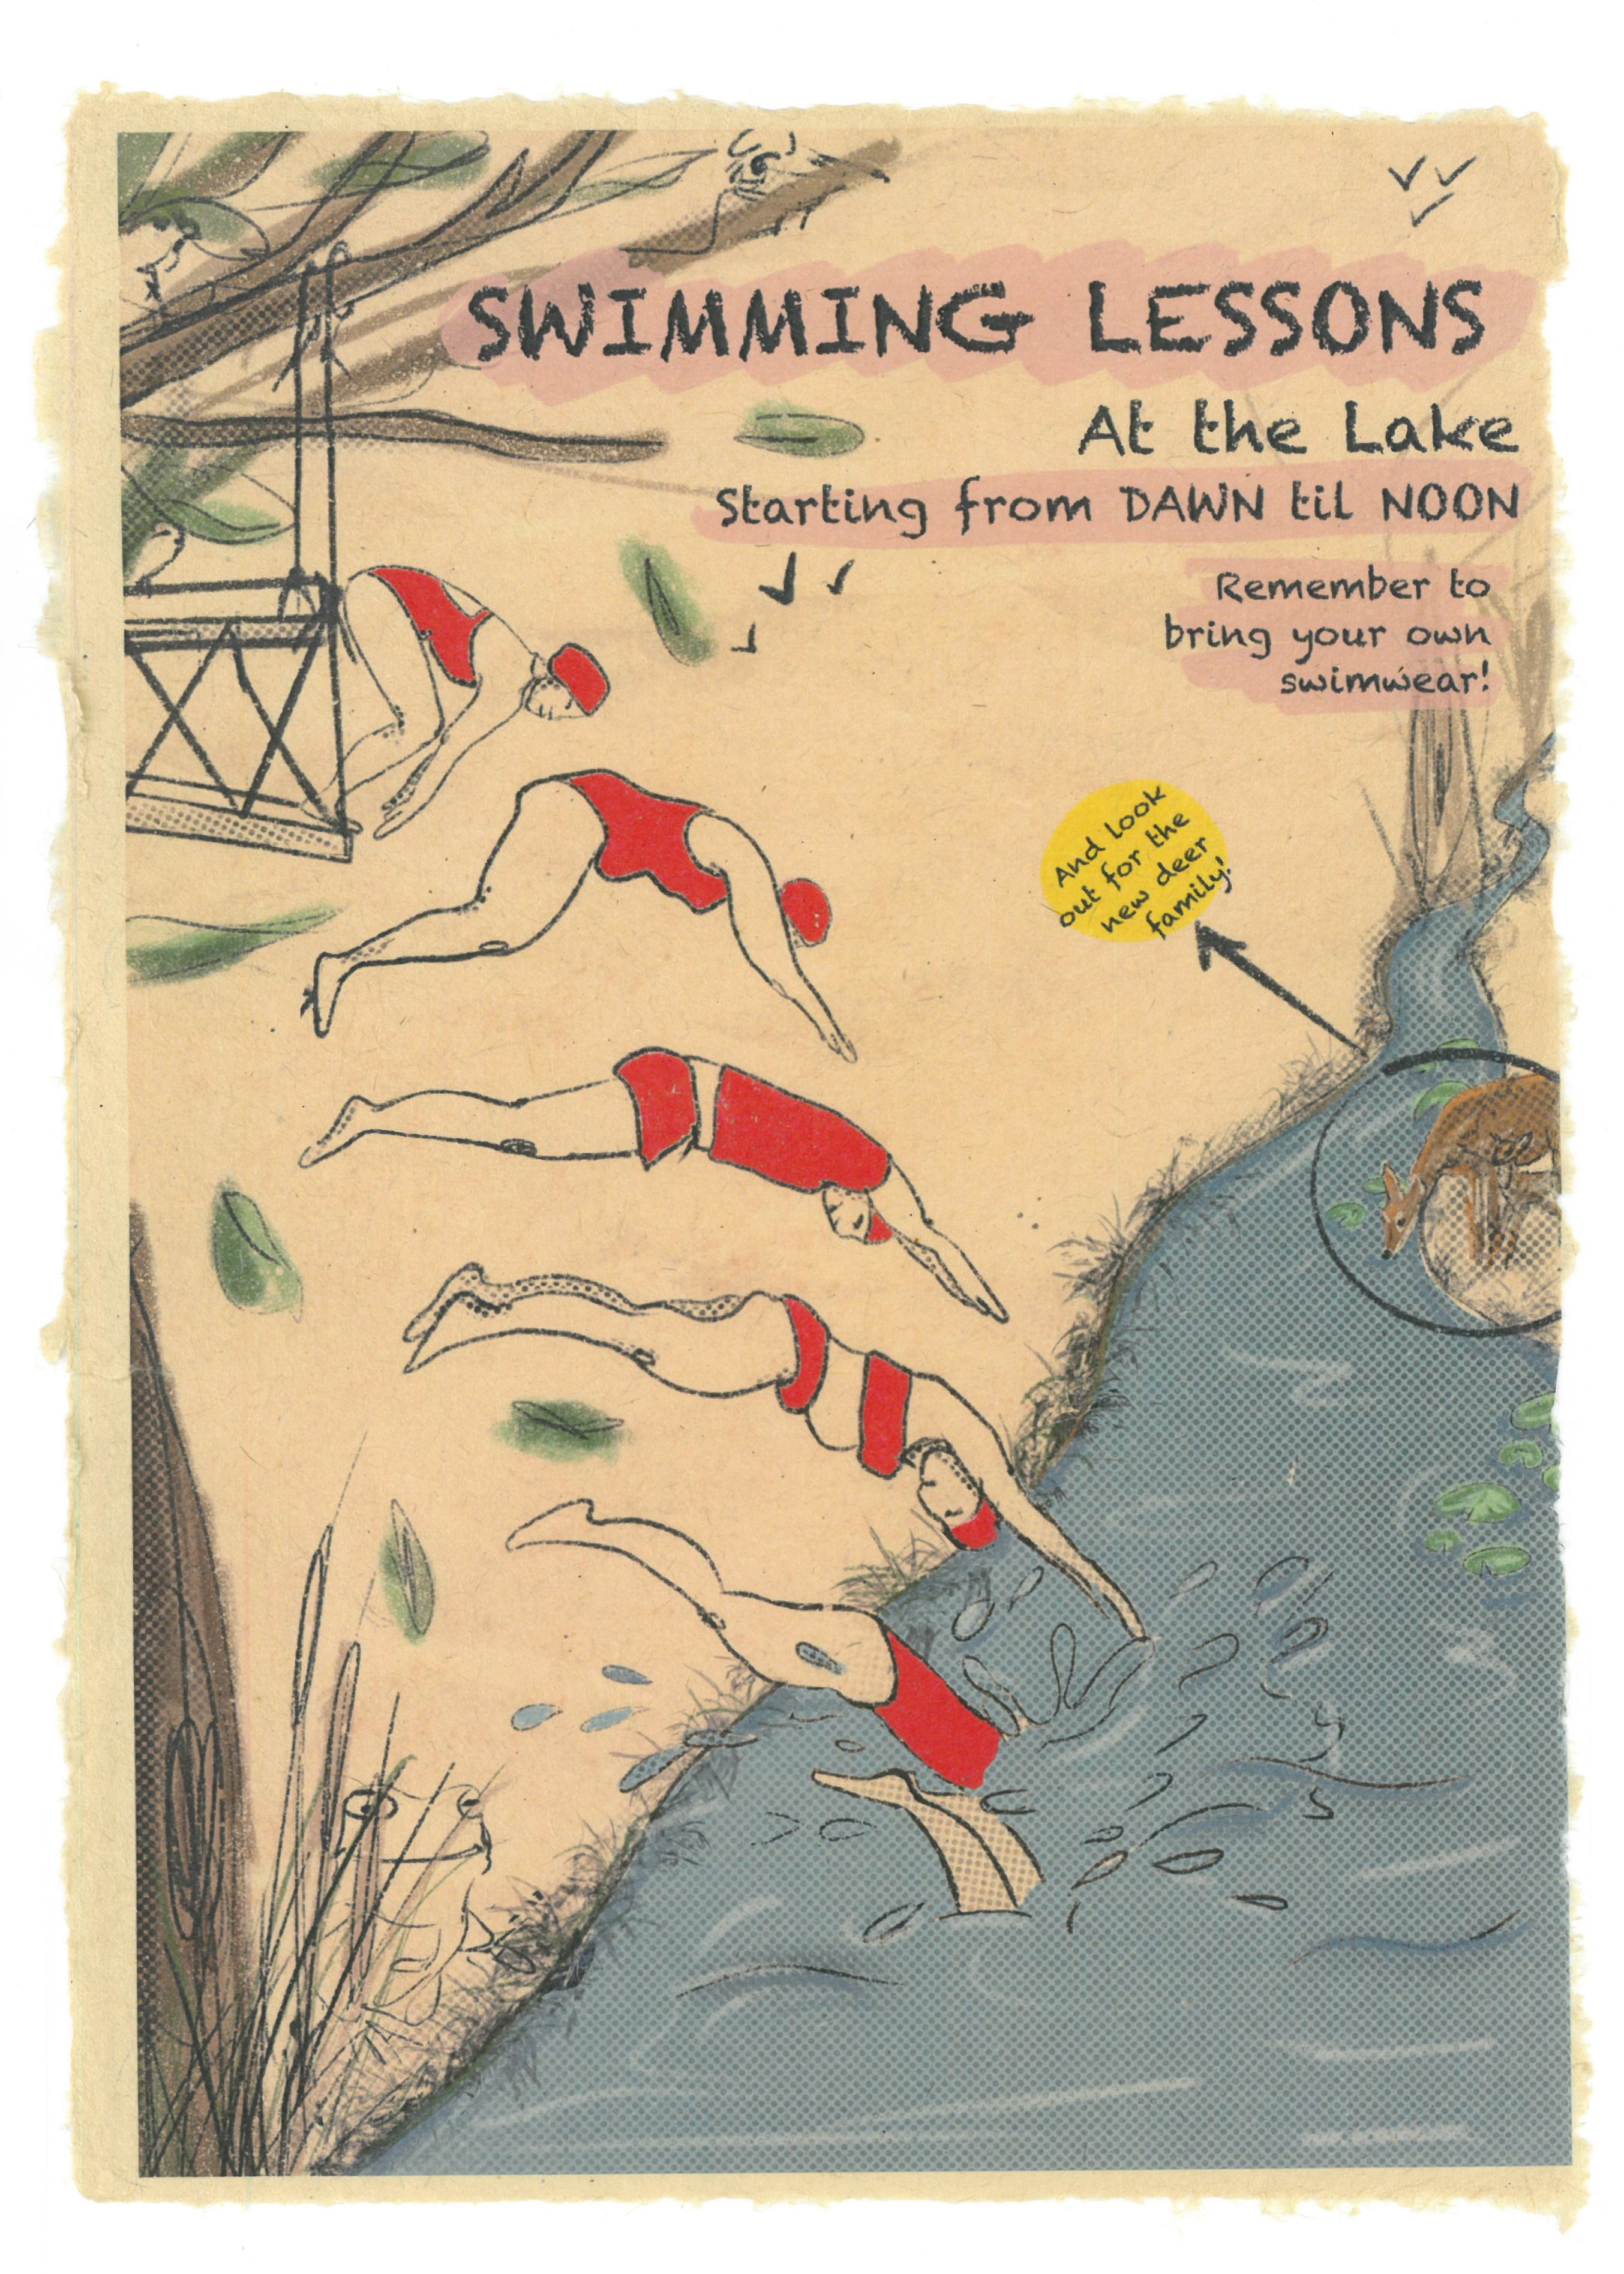 SWIMMING LESSONS
At the Lake
Starting from DAWN til NOON
Remember to
bring your own
swimwear!
And Look
out for the
new deer
family!